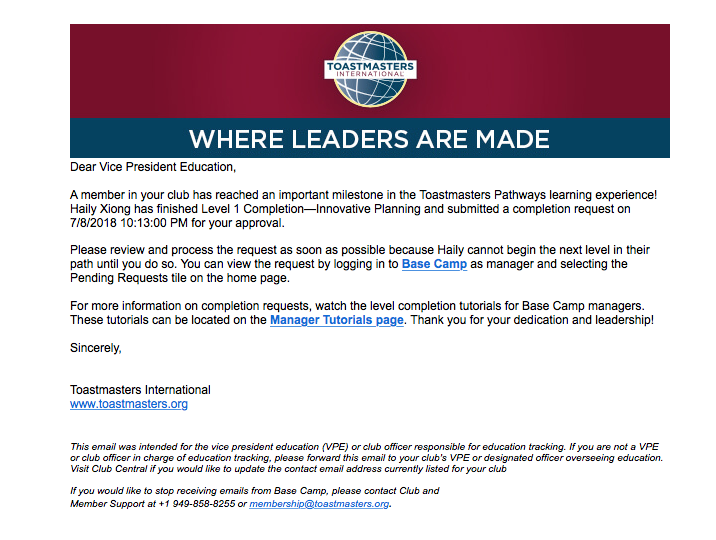 TOASTMASTERS
INTERNATIONAL
WHERE LEADERS ARE MADE
Dear Vice President Education,
A member in your club has reached an important milestone in the Toastmasters Pathways learning experience!
Haily Xiong has finished Level 1 Completion—Innovative Planning and submitted a completion request on
7/8/2018 10:13:00 PM for your approval.
Please review and process the request as soon as possible because Haily cannot begin the next level in their
path until you do so. You can view the request by logging in to Base Camp as manager and selecting the
Pending Requests tile on the home page.
For more information on completion requests, watch the level completion tutorials for Base Camp managers.
These tutorials can be located on the Manager Tutorials page. Thank you for your dedication and leadership!
Sincerely,
Toastmasters International
www.toastmasters.org
This email was intended for the vice president education (VPE) or club officer responsible for education tracking. If you are not a VPE
or club officer in charge of education tracking, please forward this email to your club's VPE or designated officer overseeing education.
Visit Club Central if you would like to update the contact email address currently listed for your club
If you would like to stop receiving emails from Base Camp, please contact Club and
Member Support at +1 949-858-8255 or membership@toastmasters.org.